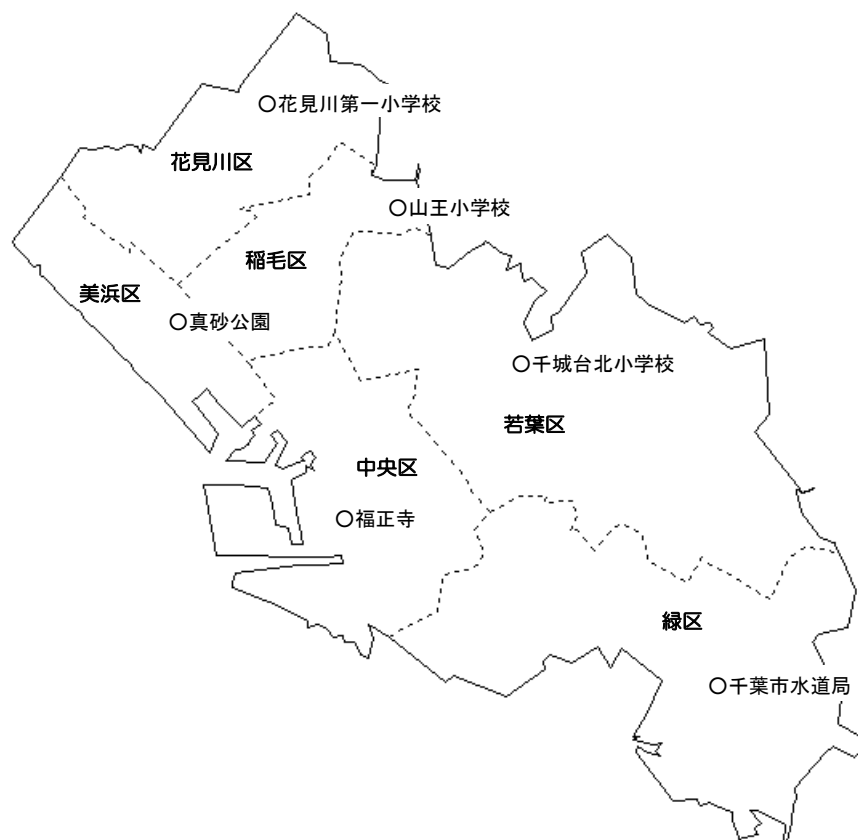 ○花見川第一小学校
花見川区
○山王小学校
稲毛区
美浜区
○真砂公園
○千城台北小学校
若葉区
中央区
○福正寺
緑区
○千葉市水道局